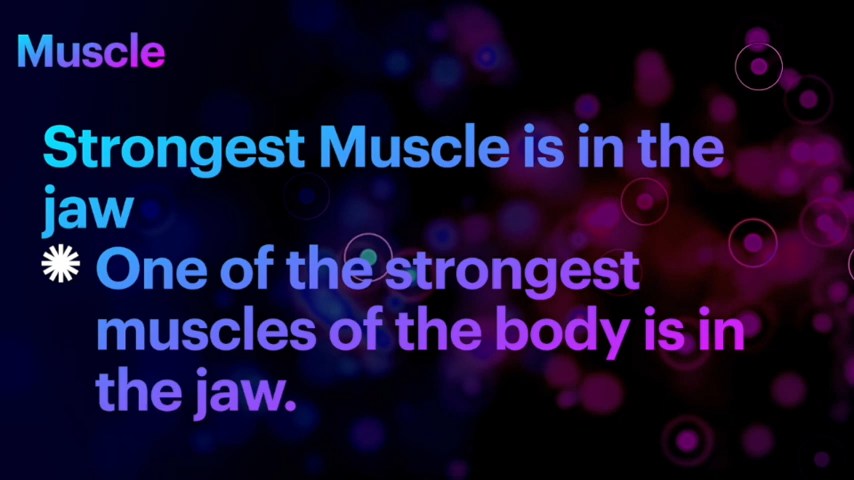 Muscle
Strongest Muscle is in the
jaw
One of the strongest
muscles of the body is in
the jaw.